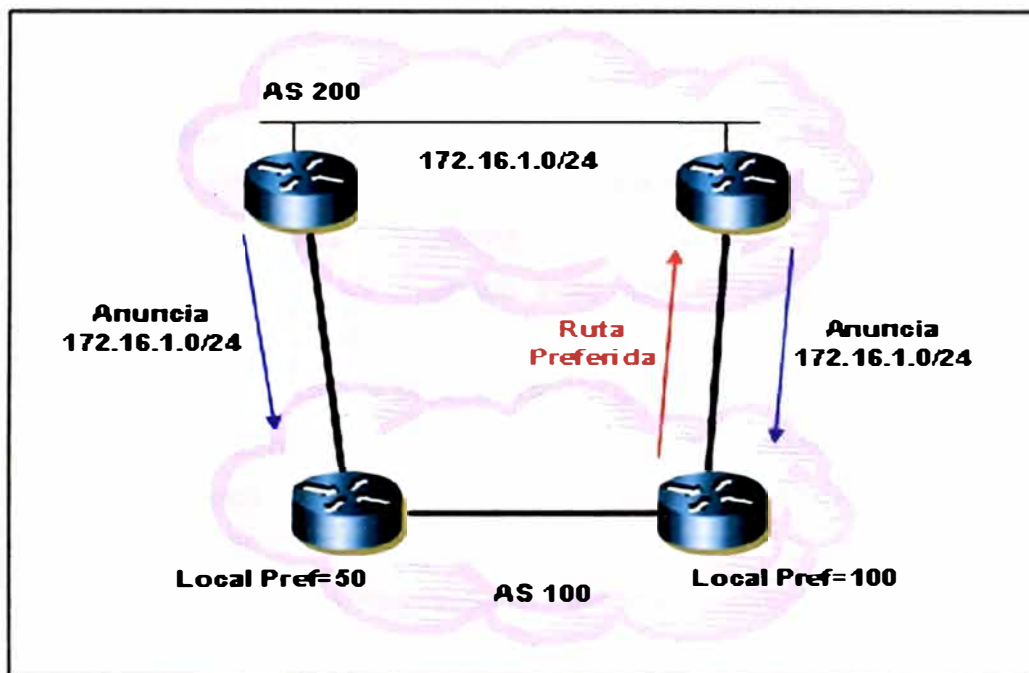 AS 200
172.16.1.0/24
Anuncia
172.16.1.0/24
Ruta
Preferida
Anuncia
172.16.1.0/24
Local Pref=50
AS 100
Local Pref=100